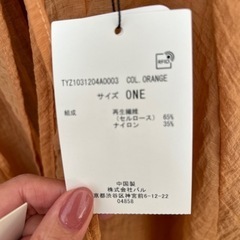 RFID
TYZ1031204A0003 COL.ORANGE
サイズ ONE
組成 再生繊維
(セルロース) 65%
ナイロン 35%
中国製
株式会社パル
東京都渋谷区神宮前6-12-22
04656